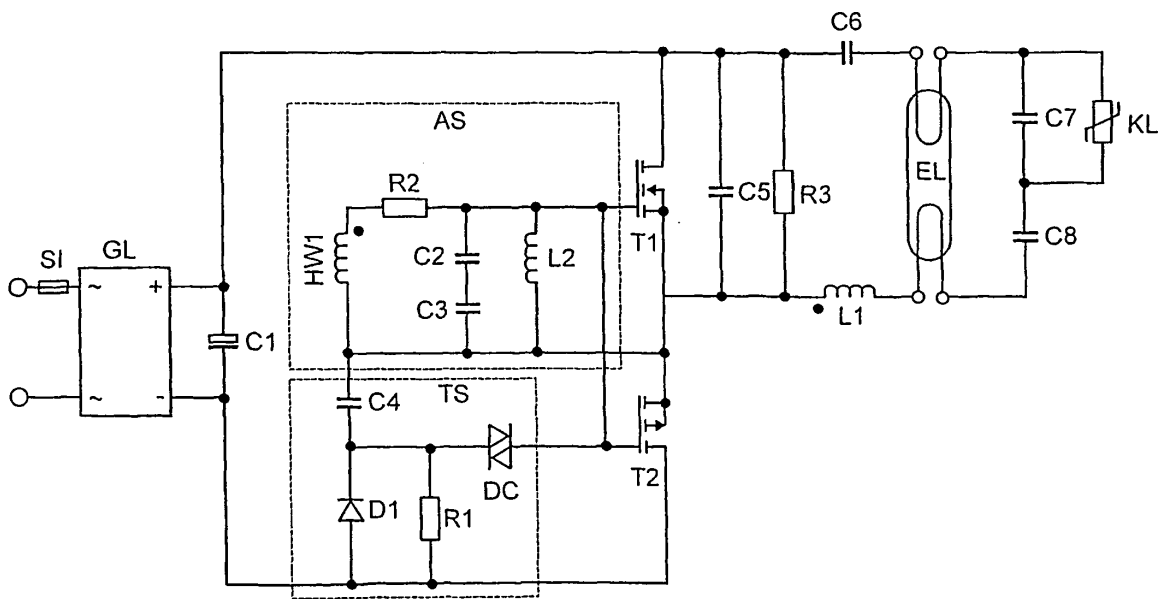 C6
AS
R2
C7
KL
EL
C5
R3
T1
HW1
C2
L2
C8
SI
GL
C3
L1
~
+
C1
TS
C4
~
-
DC
T2
D1
R1